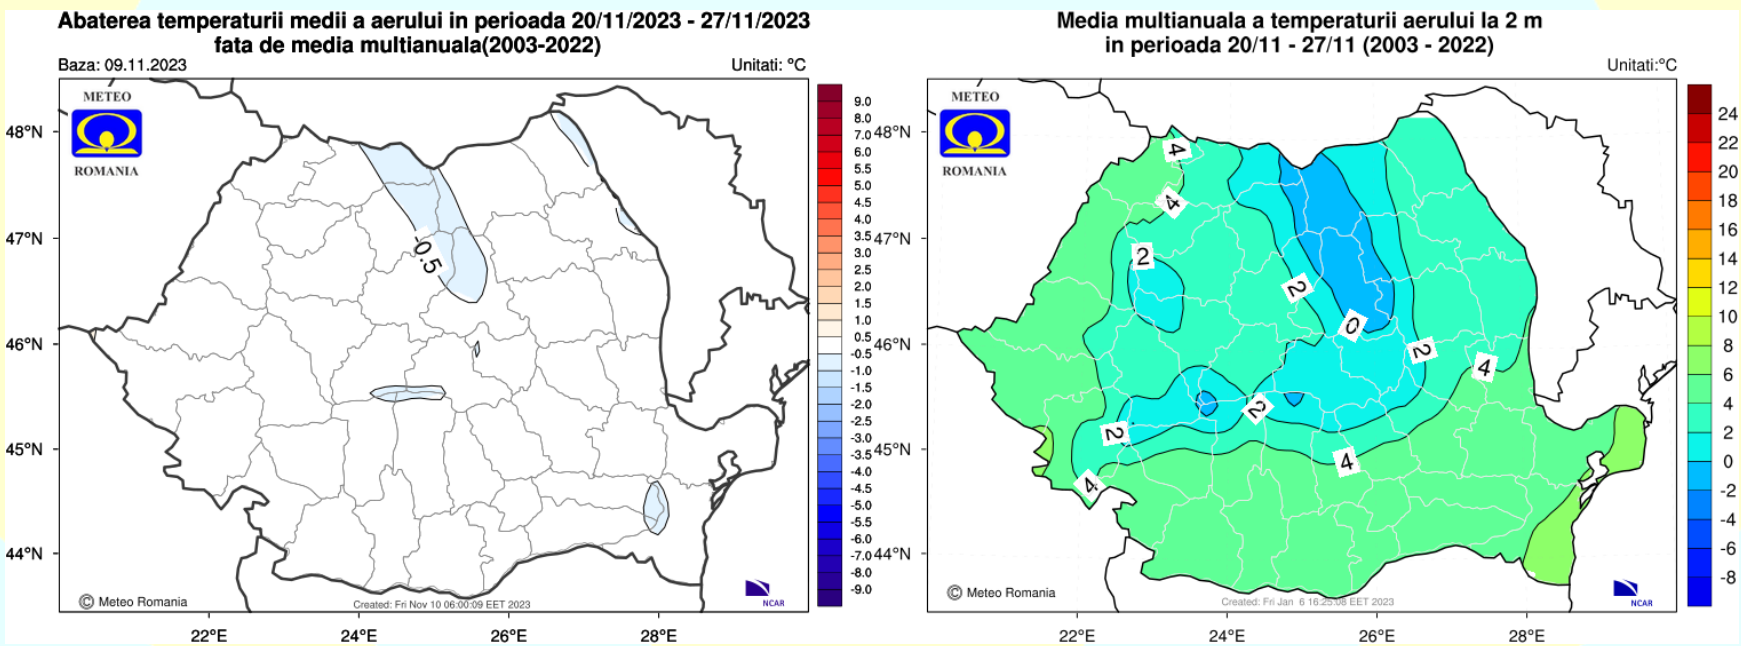 Abaterea temperaturii medii a aerului in perioada 20/11/2023 - 27/11/2023
fata de media multianuala(2003-2022)
Baza: 09.11.2023
Unitati: °C
METEO
ROMANIA
48°N
47°N
46°N
45°N
44°N
-0.5
22°E
24°E
26°E
28°E
© Meteo Romania
Created: Fri Nov 10 06:00:09 EET 2023
NCAR
9.0
8.0
7.0
6.0
5.5
5.0
4.5
4.0
3.5
3.0
2.5
2.0
1.5
1.0
0.5
-0.5
-1.0
-1.5
-2.0
-2.5
-3.0
-3.5
-4.0
-4.5
-5.0
-5.5
-6.0
-7.0
-8.0
-9.0
Media multianuala a temperaturii aerului la 2 m
in perioada 20/11 - 27/11 (2003 - 2022)
Unitati:°C
METEO
ROMANIA
48°N
47°N
46°N
45°N
44°N
4
4
2
2
0
2
4
2
2
4
4
22°E
24°E
26°E
28°E
© Meteo Romania
Created: Fri Jan 6 16:25:08 EET 2023
NCAR
24
22
20
18
16
14
12
10
8
6
4
2
0
-2
-4
-6
-8